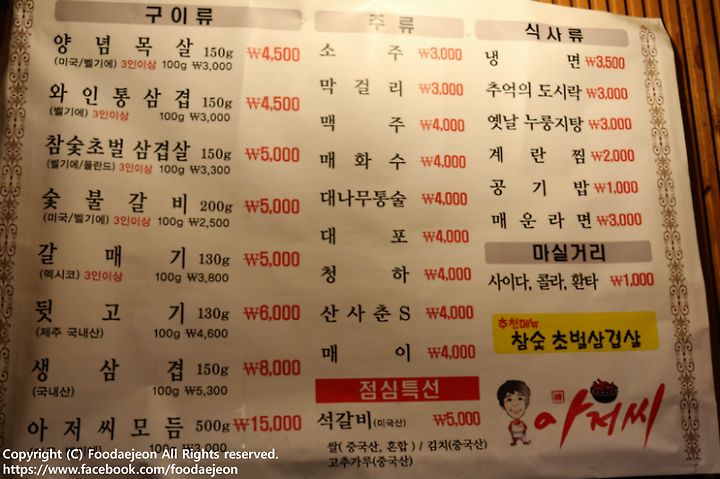 구이류
양념목살 150g ₩4,500
(미국/벨기에) 3인이상 100g ₩3,000
와인통삼겹 150g ₩4,500
(벨기에) 3인이상 100g ₩3,000
참숯초벌삼겹살 150g ₩5,000
(벨기에/폴란드) 3인이상 100g ₩3,300
숯불갈비 200g ₩5,000
(미국/벨기에) 3인이상 100g ₩2,500
갈매기 130g ₩5,000
(멕시코) 3인이상 100g ₩3,800
뒷고기 130g ₩6,000
(제주 국내산) 100g ₩4,600
생삼겹 150g ₩8,000
(국내산) 100g ₩5,300
아저씨모듬 500g ₩15,000
100g ₩3,000
주류
소주 ₩3,000
막걸리 ₩3,000
맥주 ₩4,000
매화수 ₩4,000
대나무통술 ₩4,000
대포 ₩4,000
청하 ₩4,000
산사춘S ₩4,000
매이 ₩4,000
점심특선
석갈비(미국산) ₩5,000
쌀(중국산, 혼합) / 김치(중국산)
고추가루(중국산)
식사류
냉면 ₩3,500
추억의 도시락 ₩3,000
옛날 누룽지탕 ₩3,000
계란찜 ₩2,000
공기밥 ₩1,000
매운라면 ₩3,000
마실거리
사이다, 콜라, 환타 ₩1,000
추천메뉴
참숯 초벌삼겹살
아저씨
Copyright (C) Foodaejeon All Rights reserved.
https://www.facebook.com/foodaejeon